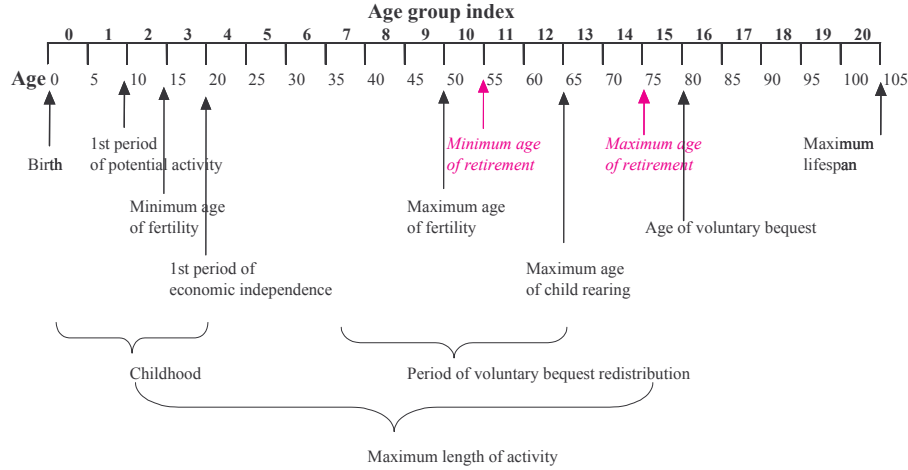 Age group index
0 1 2 3 4 5 6 7 8 9 10 11 12 13 14 15 16 17 18 19 20
Age 0 5 10 15 20 25 30 35 40 45 50 55 60 65 70 75 80 85 90 95 100 105
Birth
1st period
of potential activity
Minimum age
of retirement
Maximum age
of retirement
Maximum
lifespan
Minimum age
of fertility
Maximum age
of fertility
Age of voluntary bequest
1st period of
economic independence
Maximum age
of child rearing
Childhood
Period of voluntary bequest redistribution
Maximum length of activity